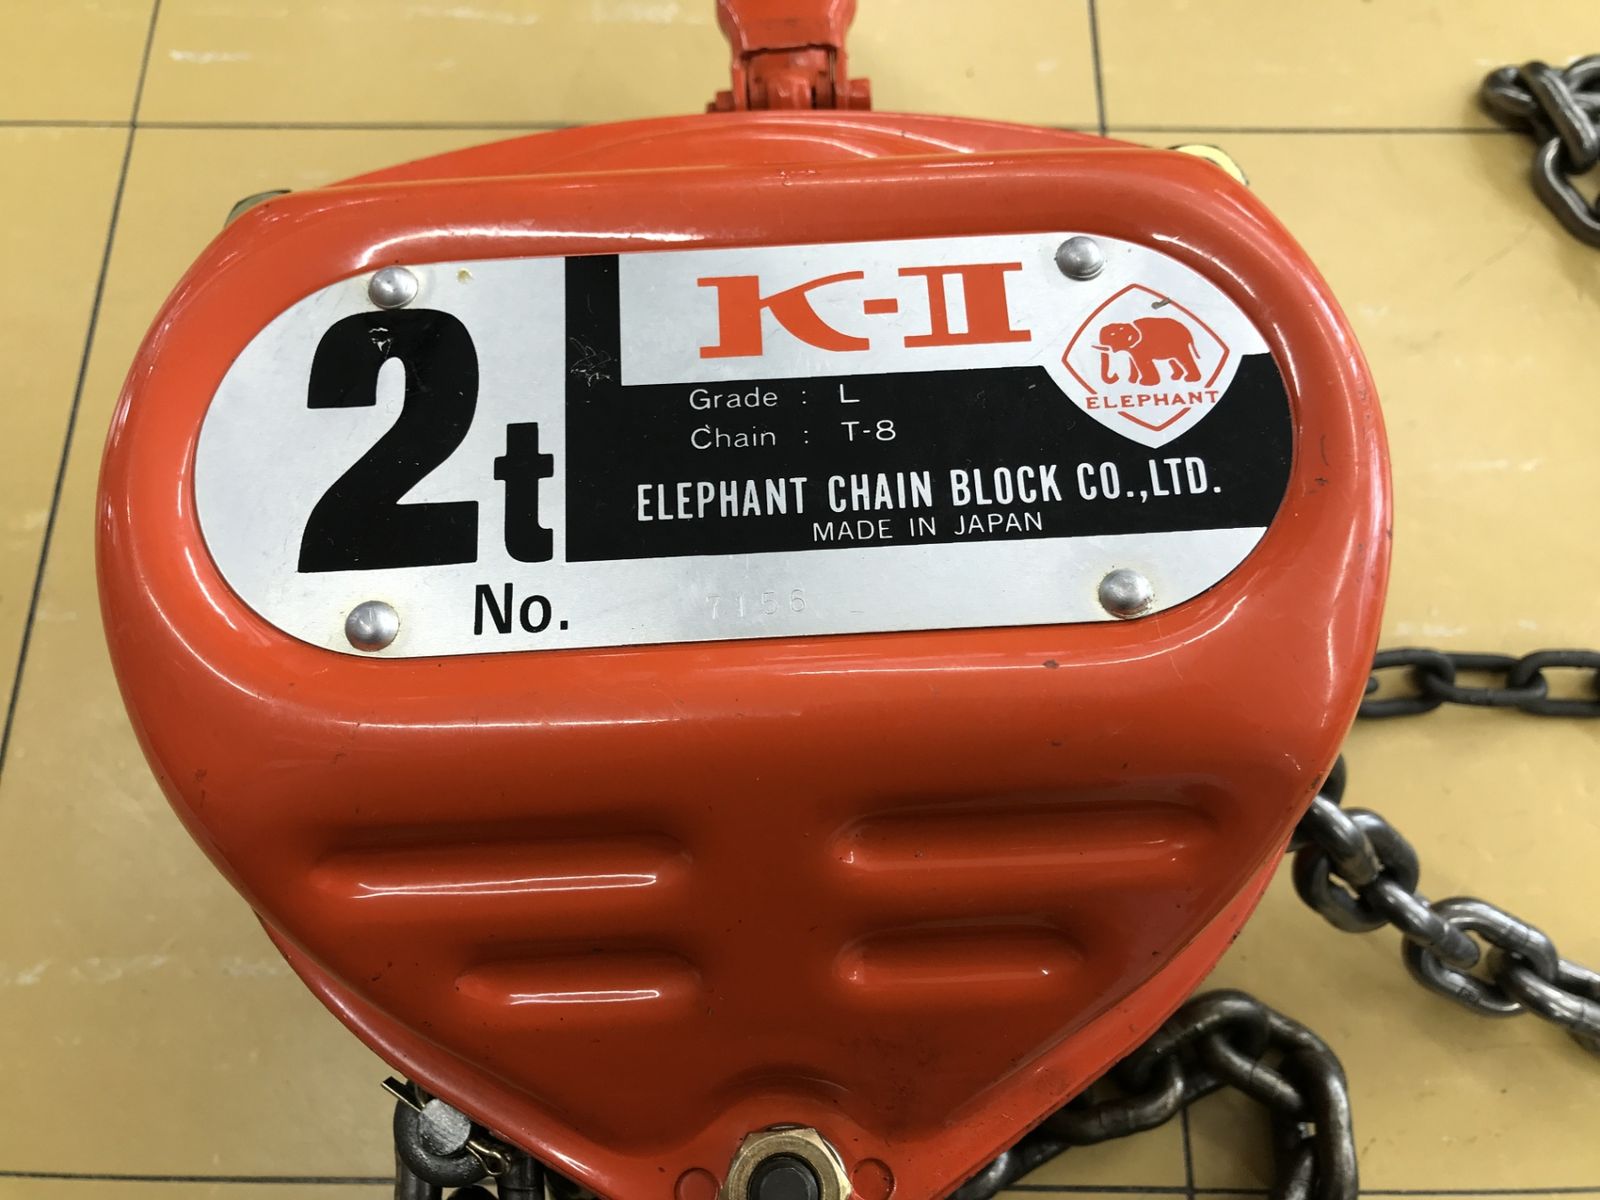 2t
K-II
Grade : L
Chain : T-8
ELEPHANT
ELEPHANT CHAIN BLOCK CO.,LTD.
MADE IN JAPAN
No. 7156